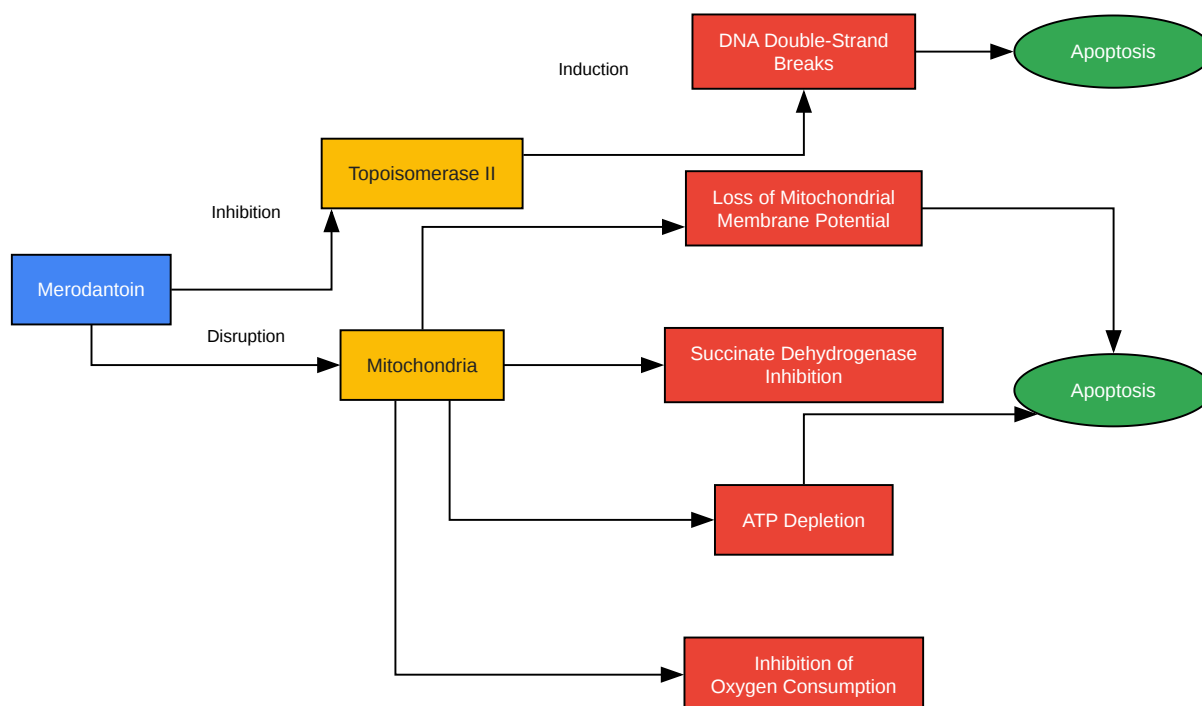 DNA Double-Strand
Breaks
Apoptosis
Induction
Topoisomerase II
Loss of Mitochondrial
Membrane Potential
Inhibition
Merodantoin
Disruption
Mitochondria
Succinate Dehydrogenase
Inhibition
Apoptosis
ATP Depletion
Inhibition of
Oxygen Consumption